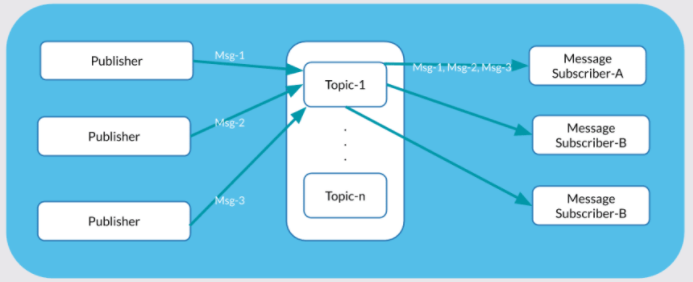 Publisher
Msg-1
Publisher
Msg-2
Publisher
Msg-3
Topic-1
.
.
.
Topic-n
Msg-1, Msg-2, Msg-3
Message
Subscriber-A
Message
Subscriber-B
Message
Subscriber-B